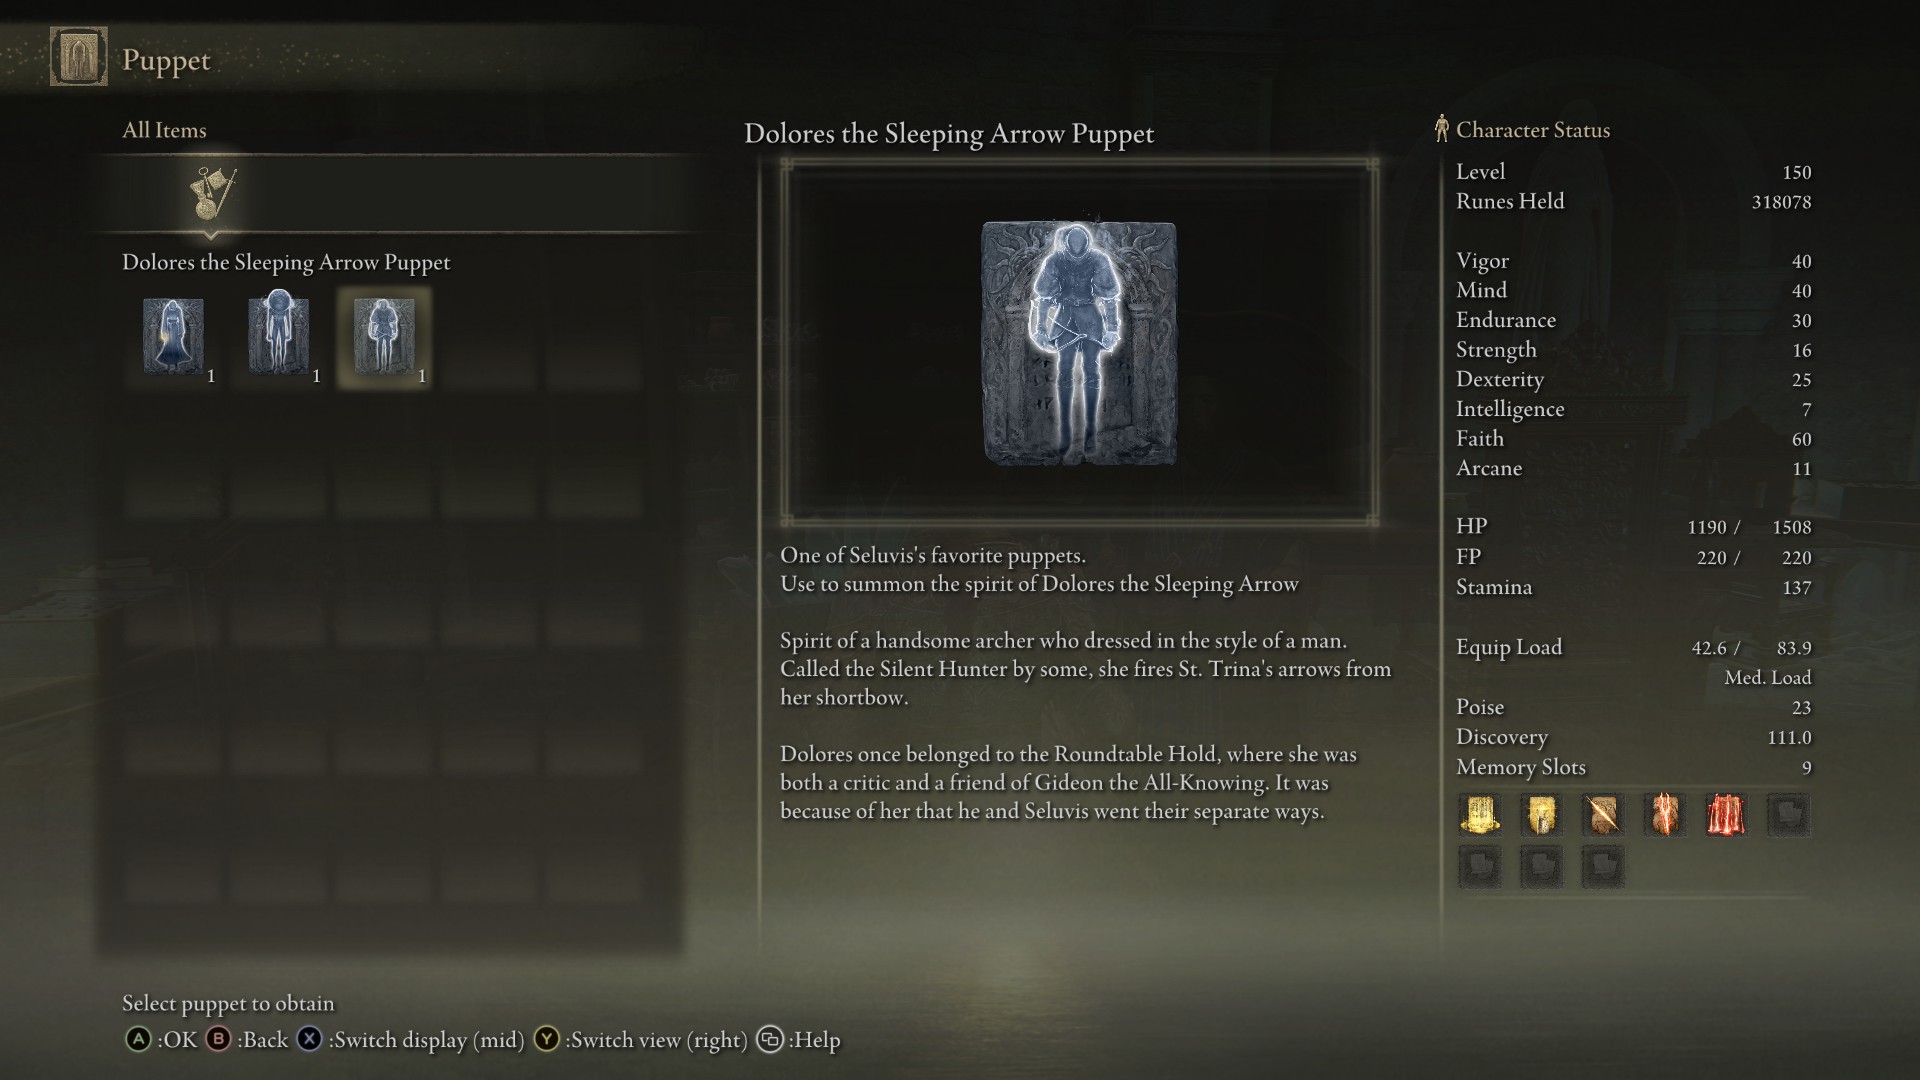 Puppet
All Items
Dolores the Sleeping Arrow Puppet
1
1
1
Select puppet to obtain
A :OK B :Back X :Switch display (mid) Y :Switch view (right) :Help
Dolores the Sleeping Arrow Puppet
One of Seluvis's favorite puppets.
Use to summon the spirit of Dolores the Sleeping Arrow
Spirit of a handsome archer who dressed in the style of a man.
Called the Silent Hunter by some, she fires St. Trina's arrows from
her shortbow.
Dolores once belonged to the Roundtable Hold, where she was
both a critic and a friend of Gideon the All-Knowing. It was
because of her that he and Seluvis went their separate ways.
Character Status
Level 150
Runes Held 318078
Vigor 40
Mind 40
Endurance 30
Strength 16
Dexterity 25
Intelligence 7
Faith 60
Arcane 11
HP 1190 / 1508
FP 220 / 220
Stamina 137
Equip Load 42.6 / 83.9
Med. Load
Poise 23
Discovery 111.0
Memory Slots 9